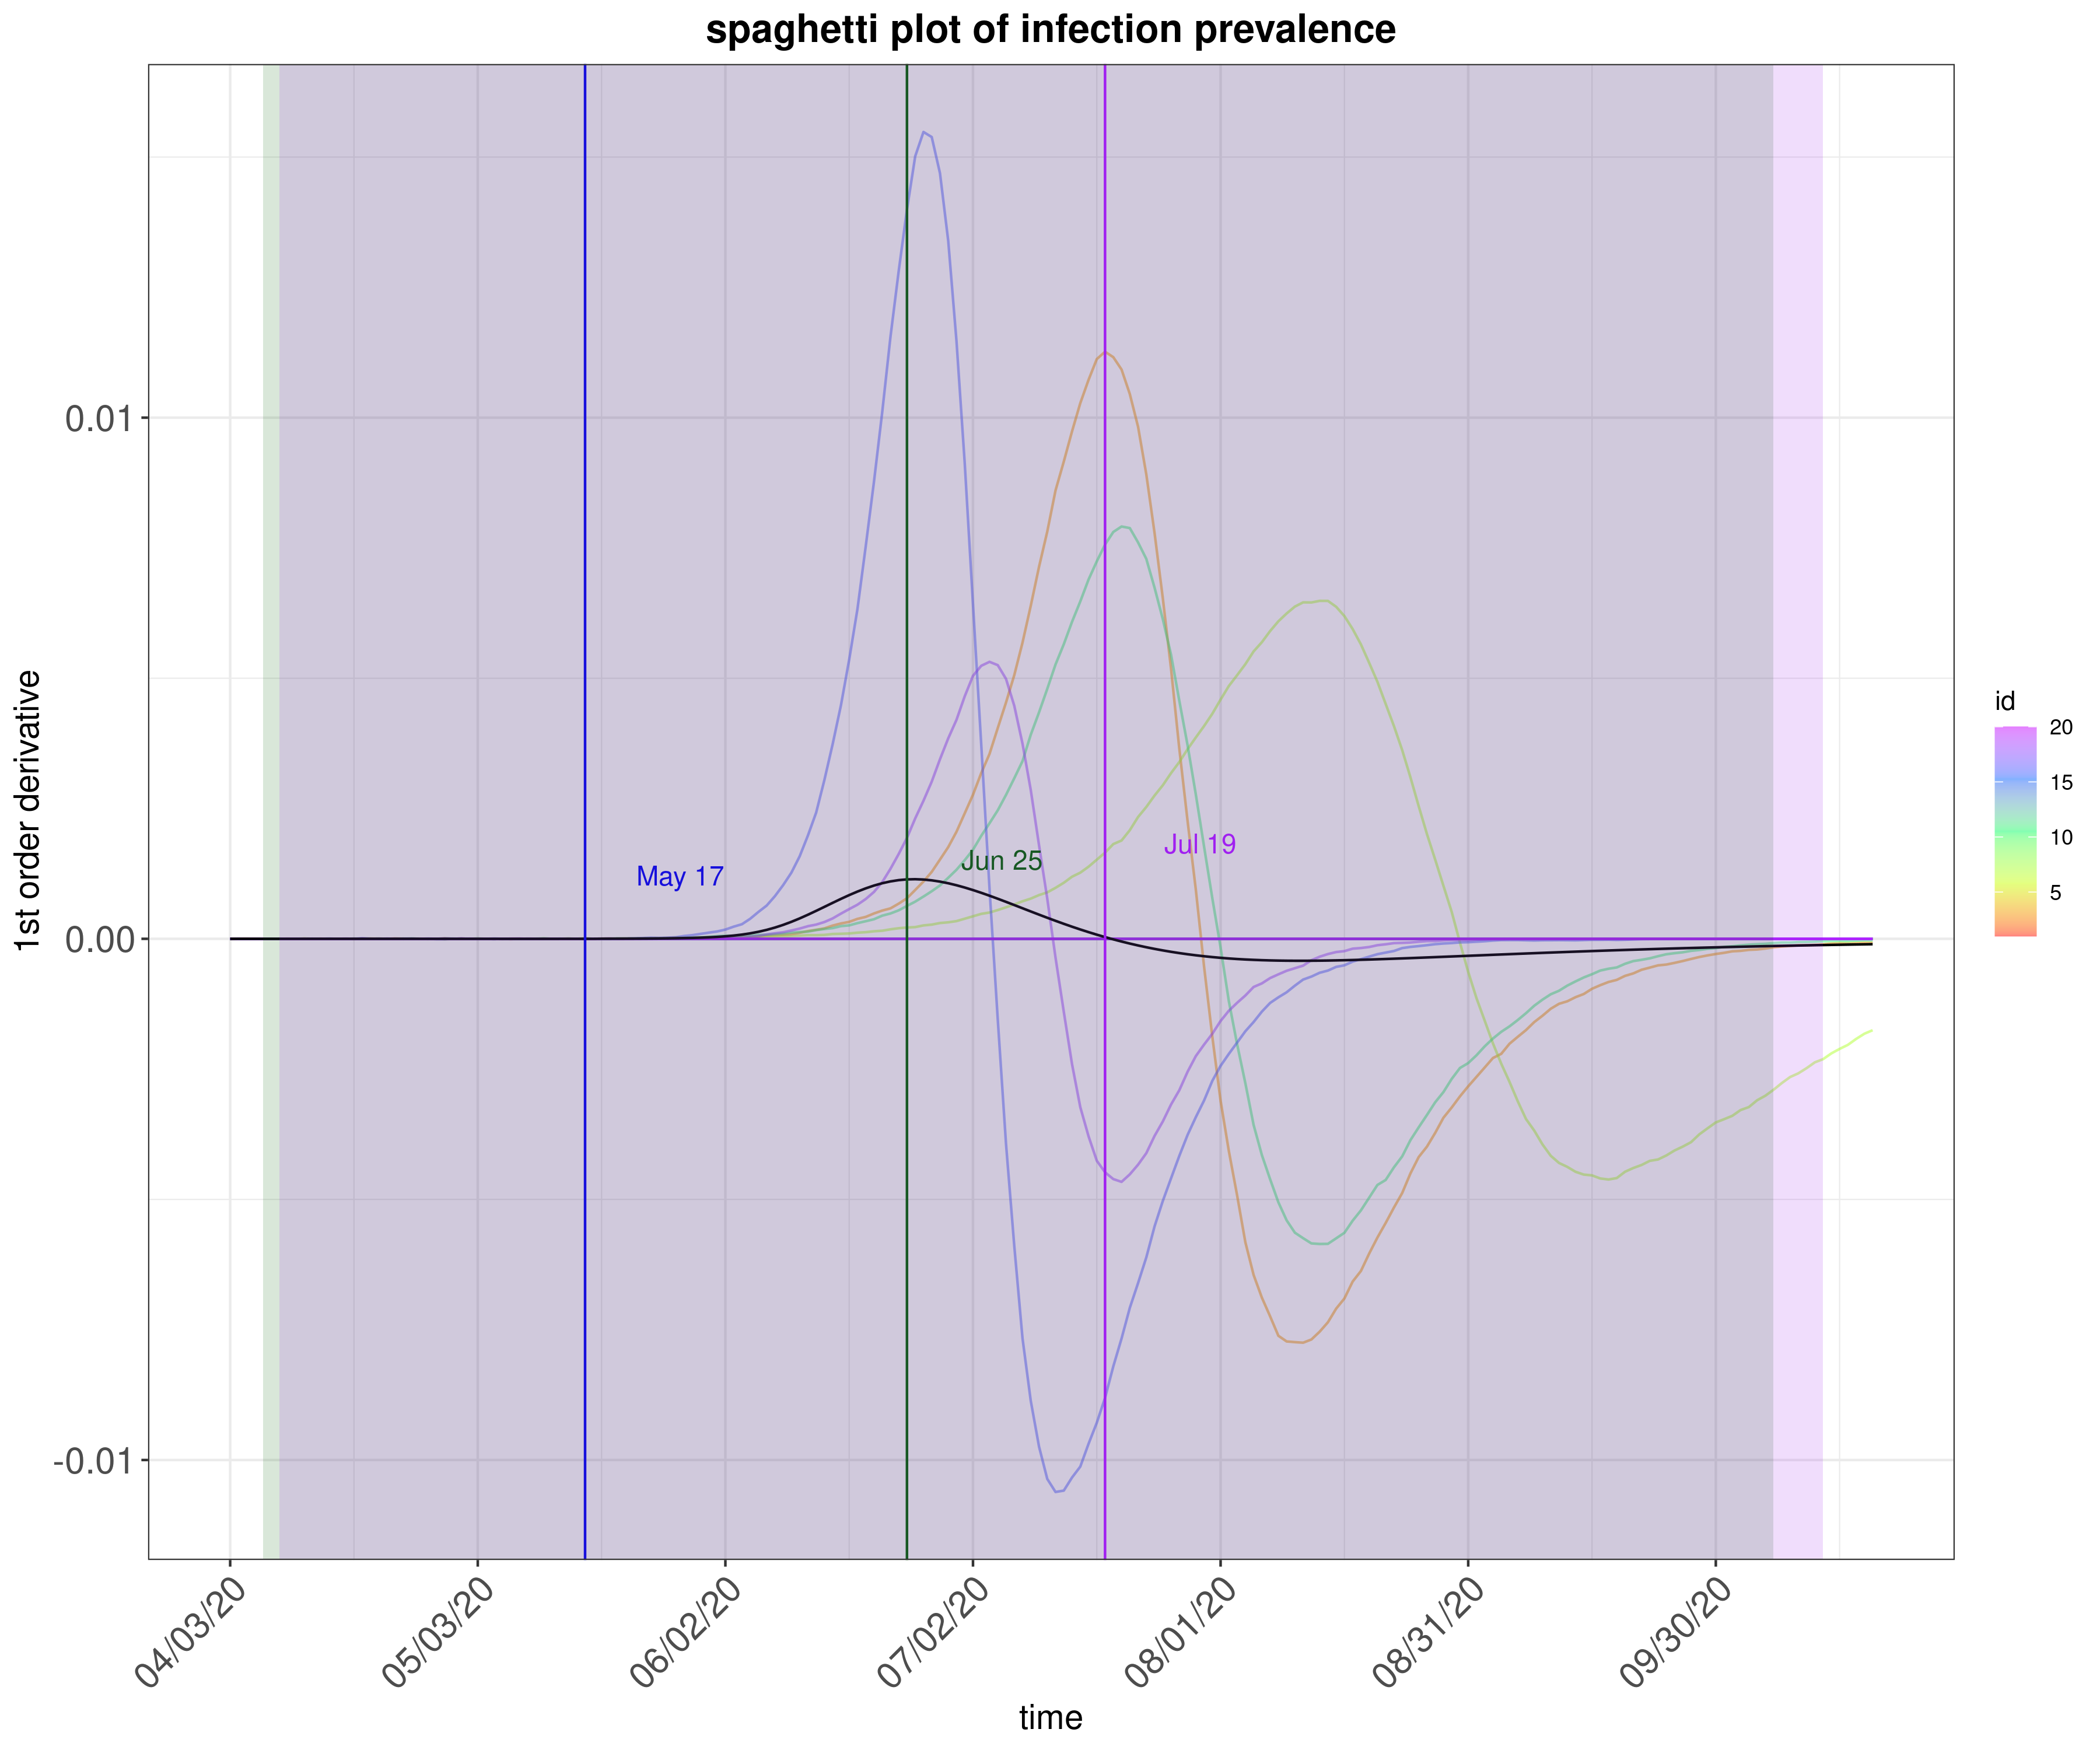 spaghetti plot of infection prevalence
1st order derivative
0.01
0.00
-0.01
May 17
Jun 25
Jul 19
id
20
15
10
5
04/03/20
05/03/20
06/02/20
07/02/20
08/01/20
08/31/20
09/30/20
time